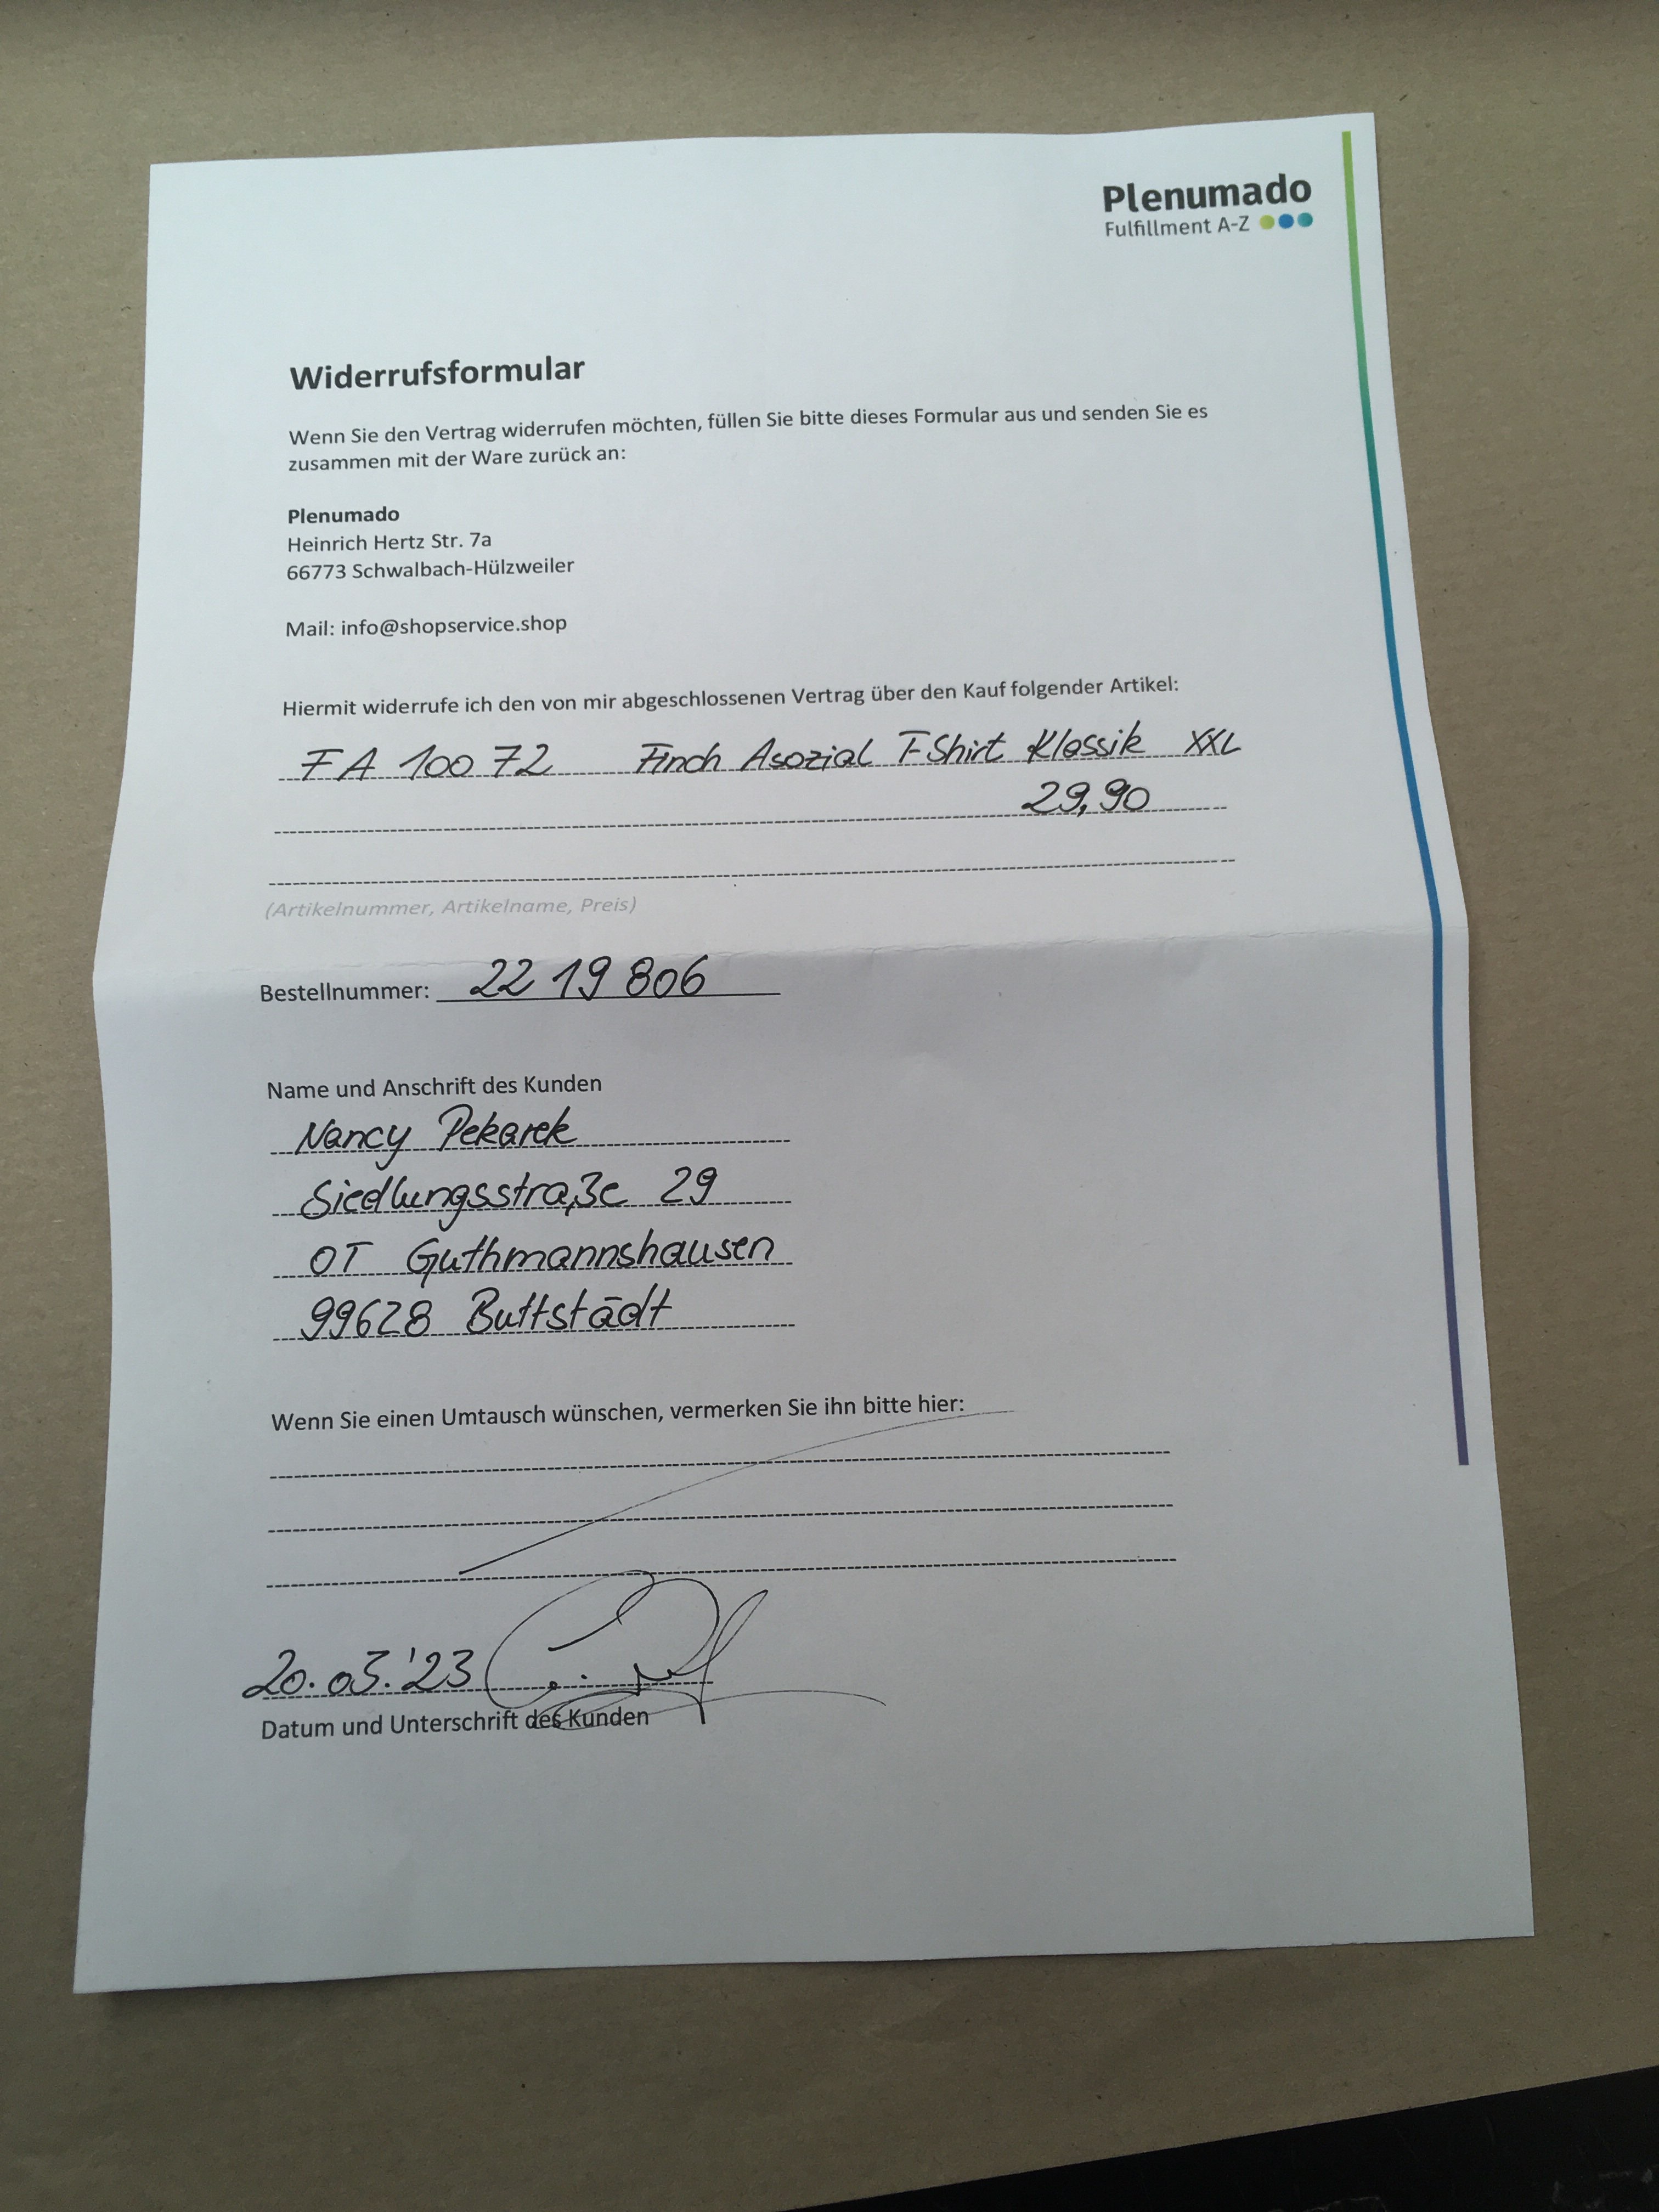 Plenumado
Fulfillment A-Z
Widerrufsformular
Wenn Sie den Vertrag widerrufen möchten, füllen Sie bitte dieses Formular aus und senden Sie es
zusammen mit der Ware zurück an:
Plenumado
Heinrich Hertz Str. 7a
66773 Schwalbach-Hülzweiler
Mail: info@shopservice.shop
Hiermit widerrufe ich den von mir abgeschlossenen Vertrag über den Kauf folgender Artikel:
FA 100 72 Finch Asozial T-Shirt Klassik XXL
29,90
(Artikelnummer, Artikelname, Preis)
Bestellnummer: 22 19 806
Name und Anschrift des Kunden
Nancy Pekarek
Siedlungsstraße 29
OT Guthmannshausen
99628 Buttstädt
Wenn Sie einen Umtausch wünschen, vermerken Sie ihn bitte hier:
20.03.'23
Datum und Unterschrift des Kunden